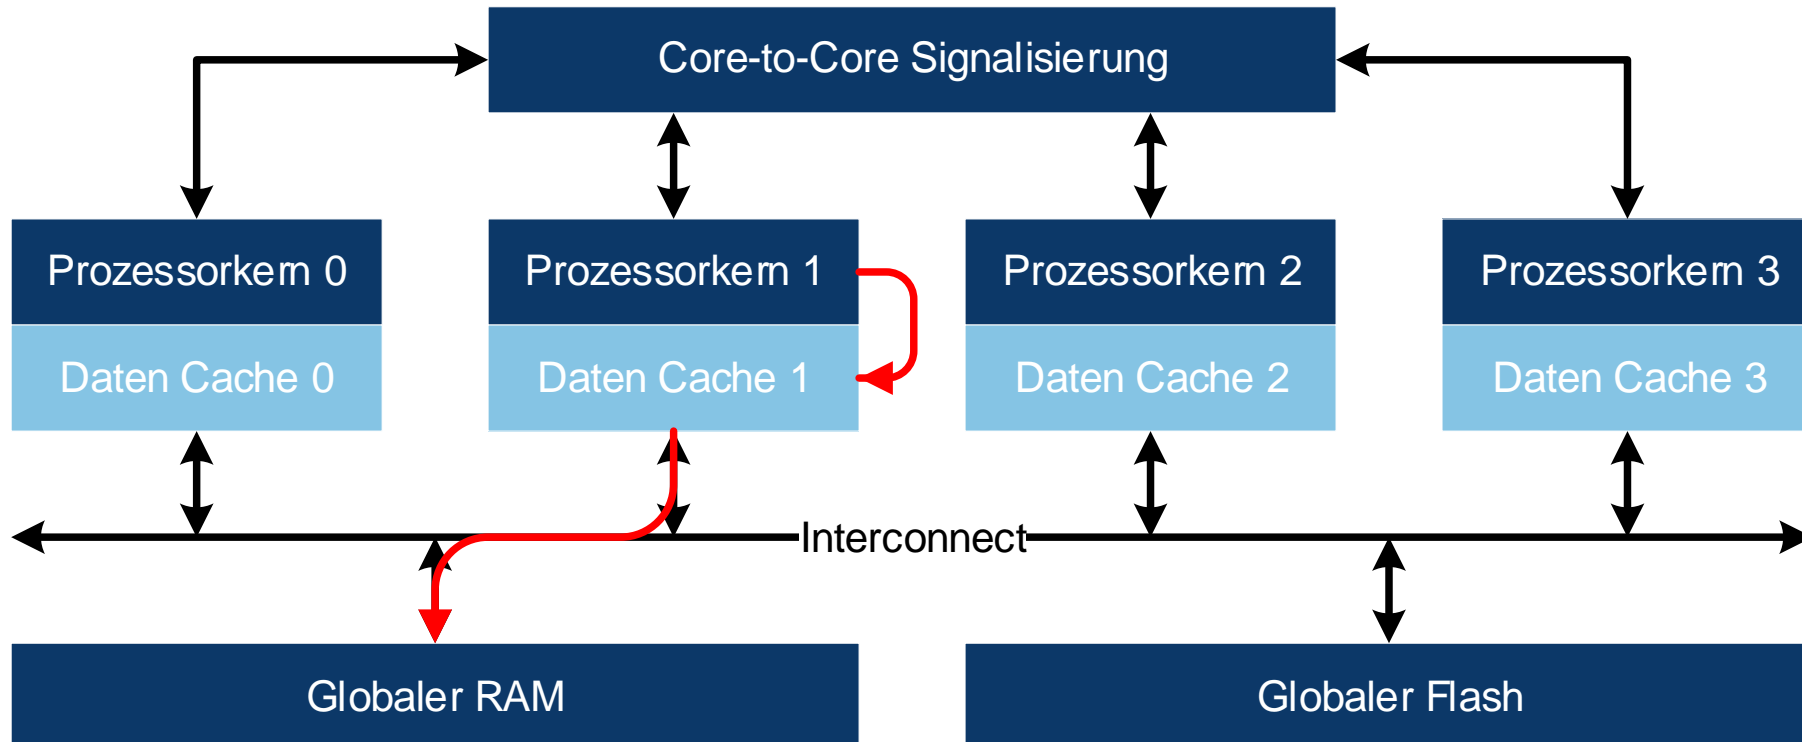 Core-to-Core Signalisierung
Prozessorkern 0
Prozessorkern 1
Prozessorkern 2
Prozessorkern 3
Daten Cache 0
Daten Cache 1
Daten Cache 2
Daten Cache 3
Interconnect
Globaler RAM
Globaler Flash